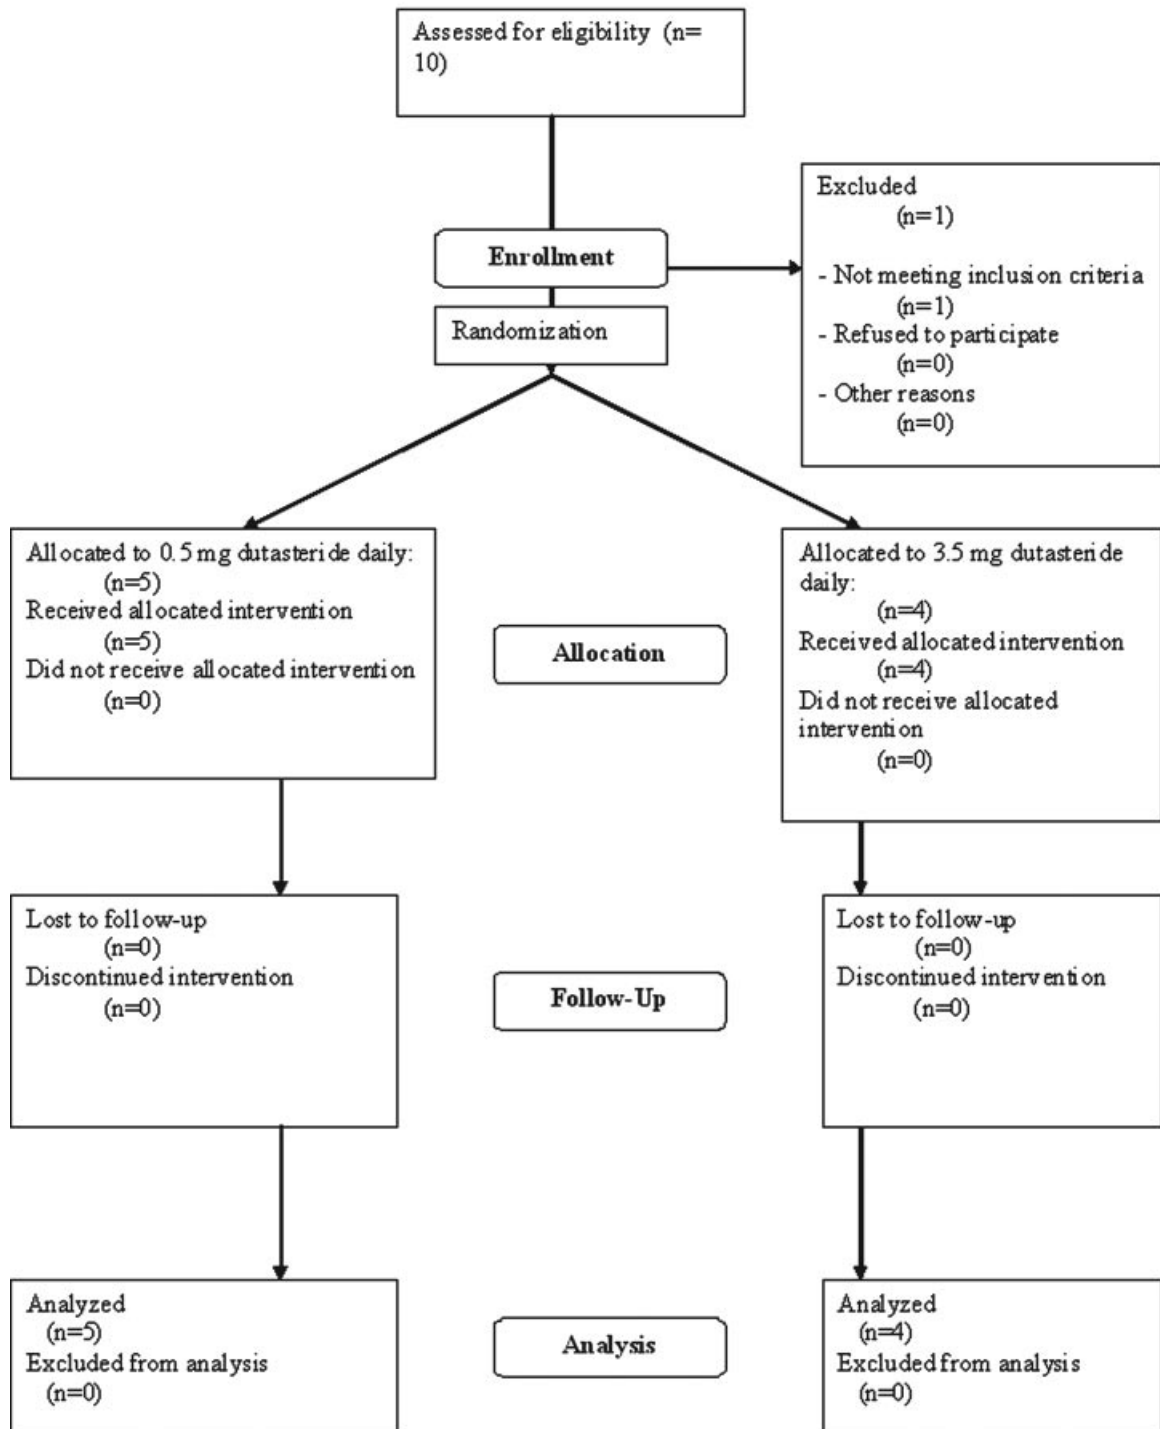 Assessed for eligibility (n=
10)
Excluded
(n=1)
- Not meeting inclusion criteria
(n=1)
- Refused to participate
(n=0)
- Other reasons
(n=0)
Enrollment
Randomization
Allocated to 0.5 mg dutasteride daily:
(n=5)
Received allocated intervention
(n=5)
Did not receive allocated intervention
(n=0)
Allocation
Allocated to 3.5 mg dutasteride
daily:
(n=4)
Received allocated intervention
(n=4)
Did not receive allocated
intervention
(n=0)
Lost to follow-up
(n=0)
Discontinued intervention
(n=0)
Follow-Up
Lost to follow-up
(n=0)
Discontinued intervention
(n=0)
Analyzed
(n=5)
Excluded from analysis
(n=0)
Analysis
Analyzed
(n=4)
Excluded from analysis
(n=0)